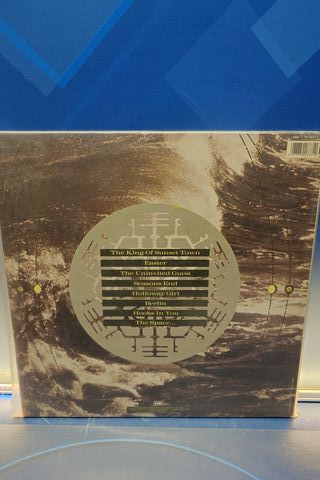 The King Of Sunset Town
Easter
The Uninvited Guest
Seasons End
Holloway Girl
Berlin
Hooks In You
The Space...